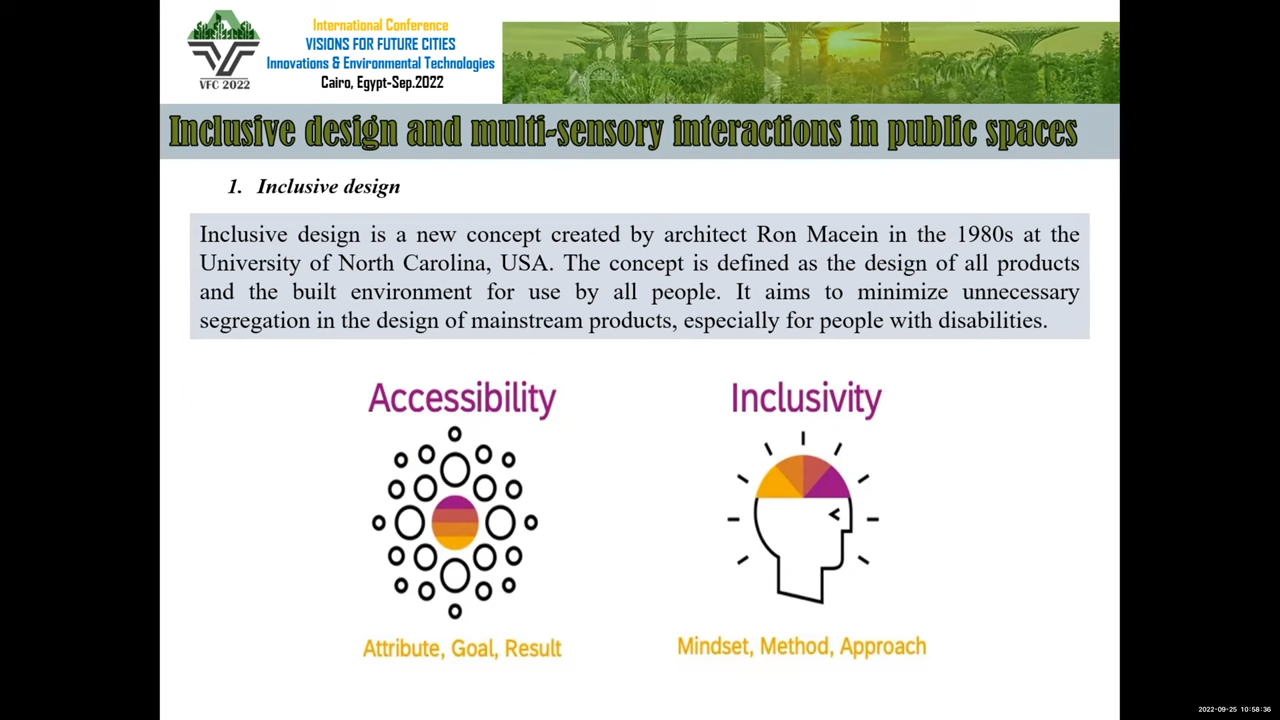 International Conference
VISIONS FOR FUTURE CITIES
Innovations & Environmental Technologies
Cairo, Egypt-Sep.2022
VFC 2022
Inclusive design and multi-sensory interactions in public spaces
1. Inclusive design
Inclusive design is a new concept created by architect Ron Macein in the 1980s at the
University of North Carolina, USA. The concept is defined as the design of all products
and the built environment for use by all people. It aims to minimize unnecessary
segregation in the design of mainstream products, especially for people with disabilities.
Accessibility
Inclusivity
Attribute, Goal, Result
Mindset, Method, Approach
2022-09-25 10:58:36